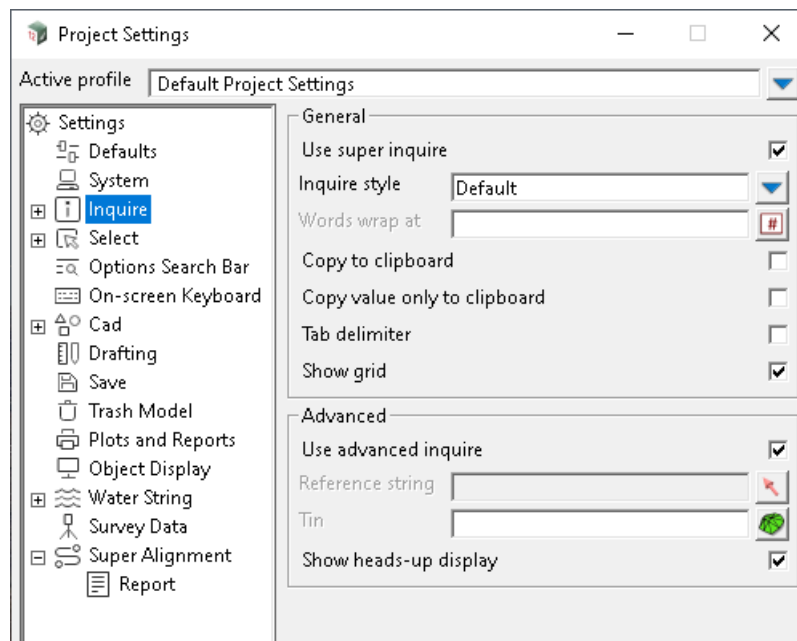 Project Settings
Active profile
Default Project Settings
Settings
Defaults
System
Inquire
Select
Options Search Bar
On-screen Keyboard
Cad
Drafting
Save
Trash Model
Plots and Reports
Object Display
Water String
Survey Data
Super Alignment
Report
General
Use super inquire
Inquire style
Default
Words wrap at
#
Copy to clipboard
Copy value only to clipboard
Tab delimiter
Show grid
Advanced
Use advanced inquire
Reference string
Tin
Show heads-up display